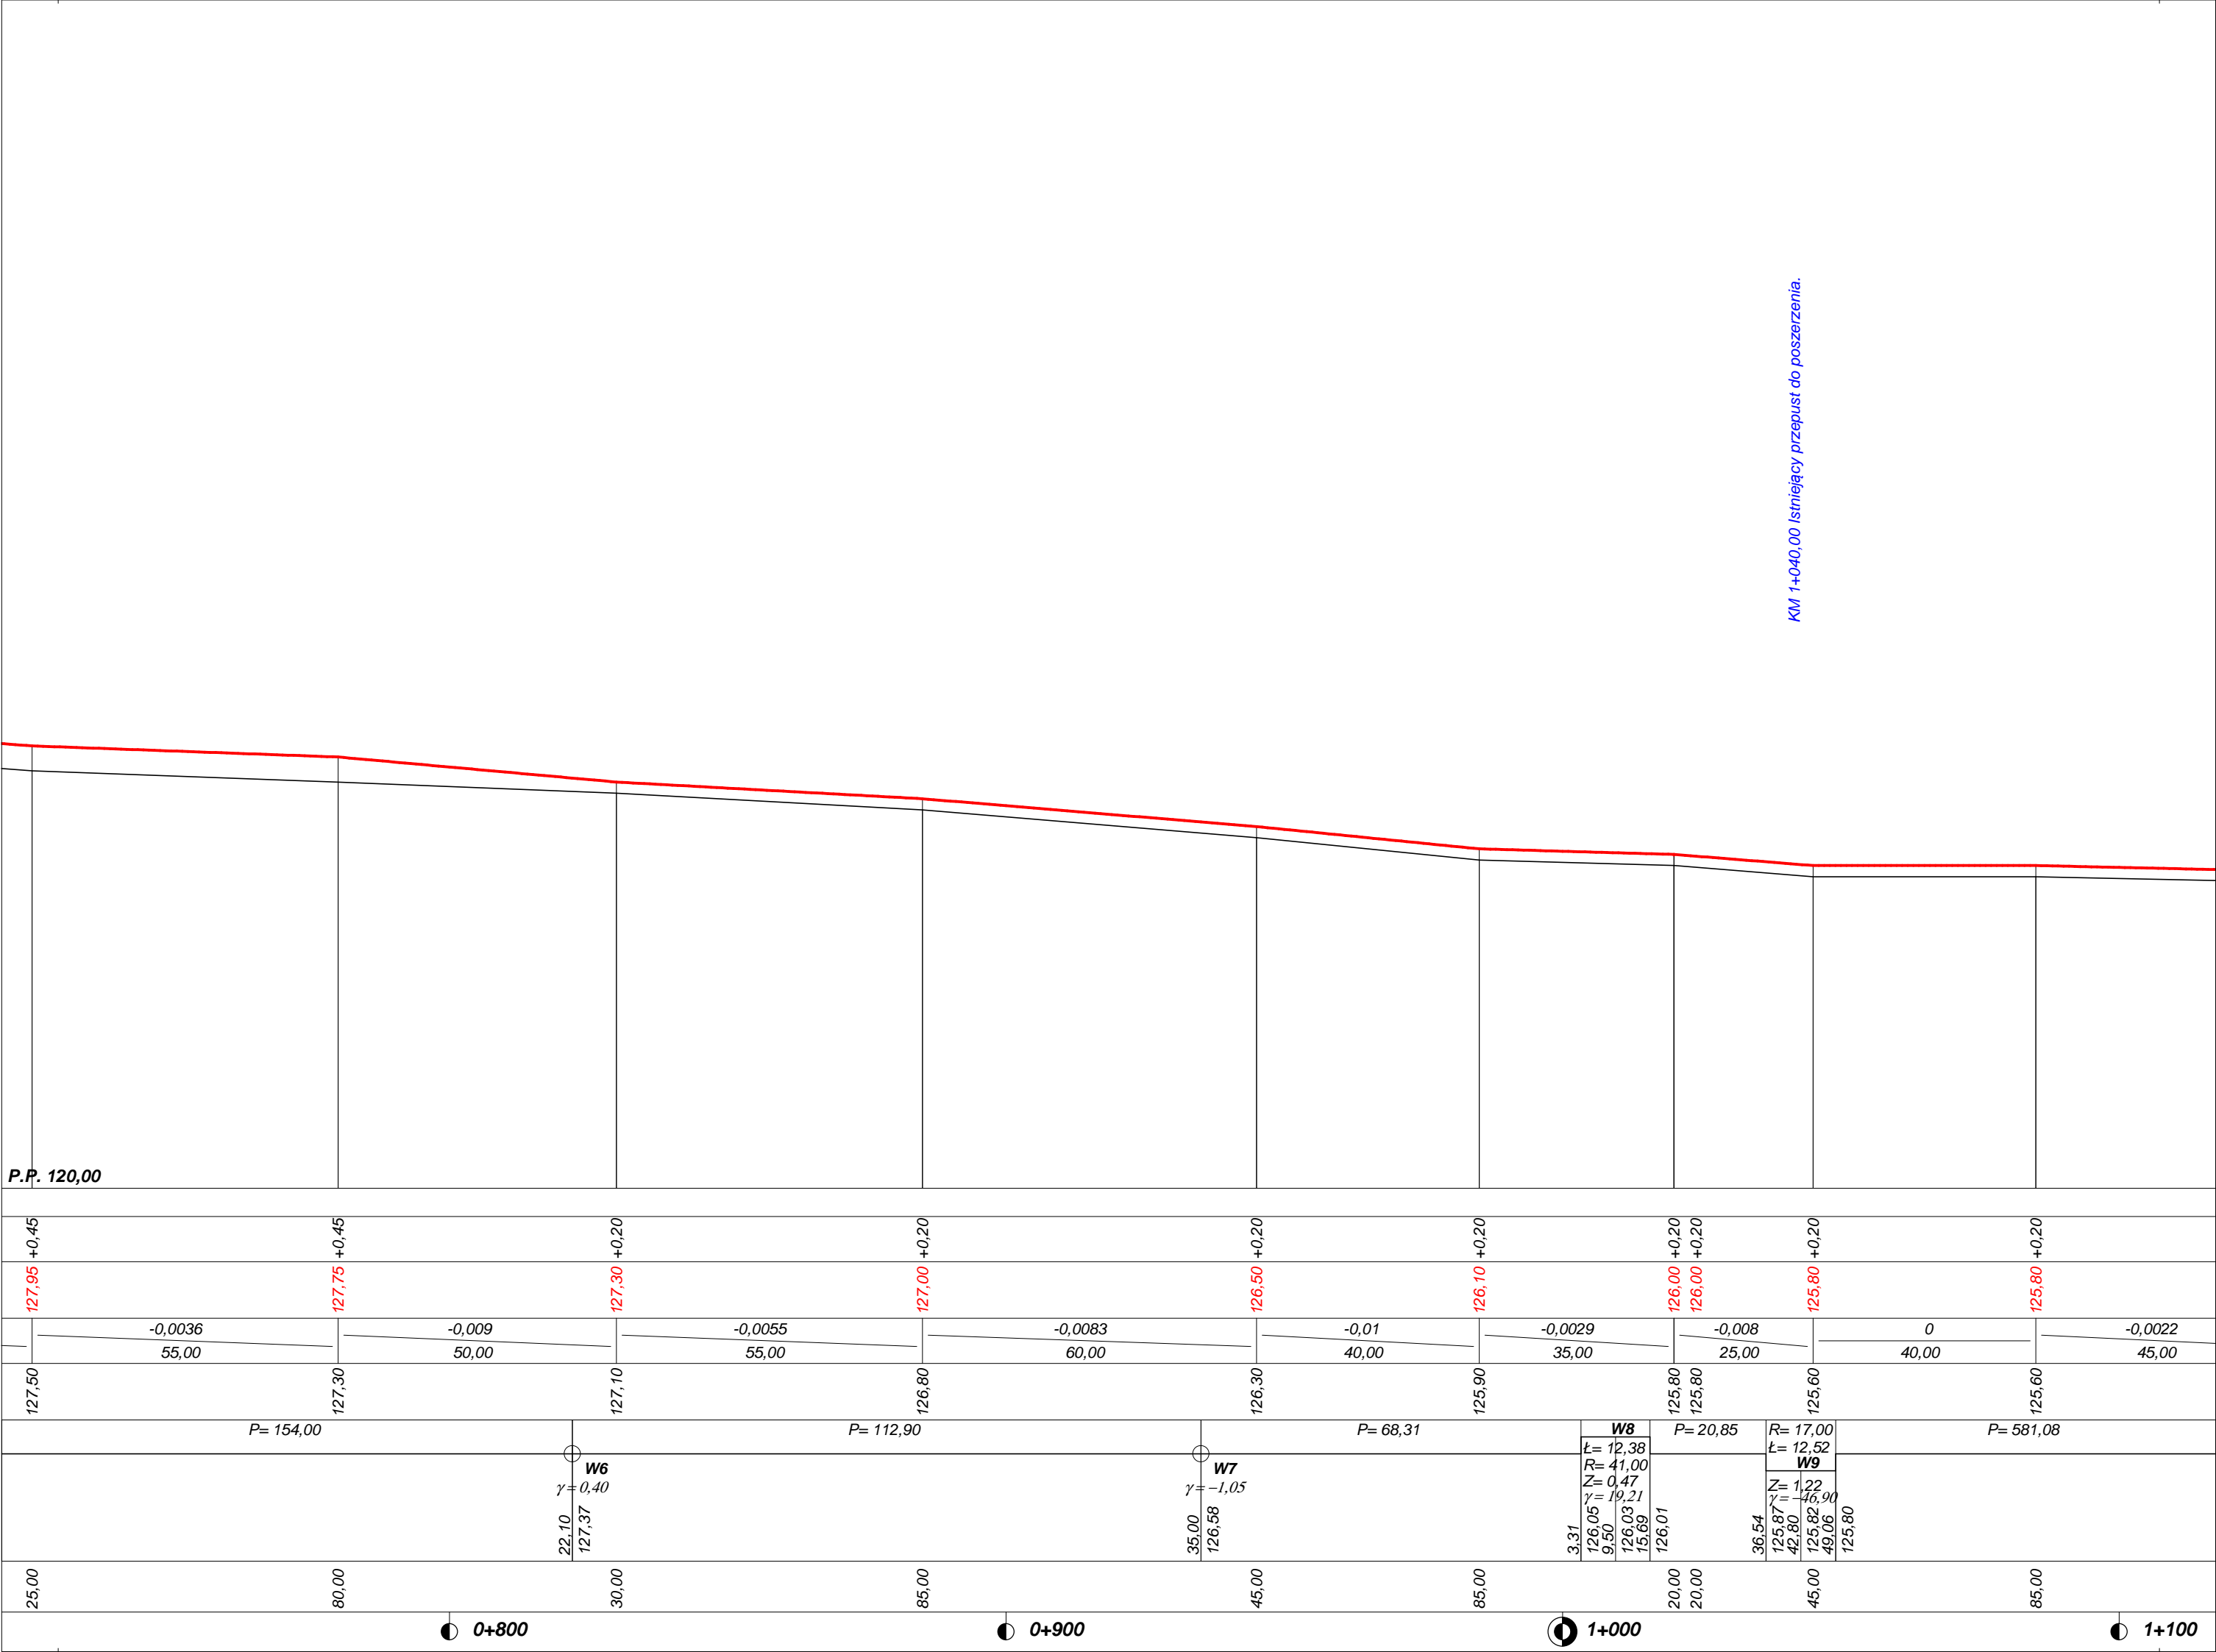 KM 1+040,00 Istniejący przepust do poszerzenia.
P.P. 120,00
+0,45 +0,45 +0,20 +0,20 +0,20 +0,20 +0,20 +0,20 +0,20 +0,20
127,95 127,75 127,30 127,00 126,50 126,10 126,00 126,00 125,80 125,80
-0,0036 -0,009 -0,0055 -0,0083 -0,01 -0,0029 -0,008 0 -0,0022
55,00 50,00 55,00 60,00 40,00 35,00 25,00 40,00 45,00
127,50 127,30 127,10 126,80 126,30 125,90 125,80 125,80 125,60 125,60
P= 154,00 P= 112,90 P= 68,31 W8 P= 20,85 R= 17,00 P= 581,08
Ł= 12,38 Ł= 12,52
W6 W7 R= 41,00 W9
γ = 0,40 γ = −1,05 Z= 0,47 Z= 1,22
γ = 19,21 γ = −46,90
22,10 127,37 35,00 126,58 3,31 126,05 9,50 126,03 15,69 126,01 36,54 125,87 42,80 125,82 49,06 125,80
25,00 80,00 30,00 85,00 45,00 85,00 20,00 20,00 45,00 85,00
0+800 0+900 1+000 1+100